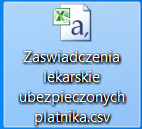 a,
Zaswiadczenia
lekarskie
ubezpieczonych
platnika.csv